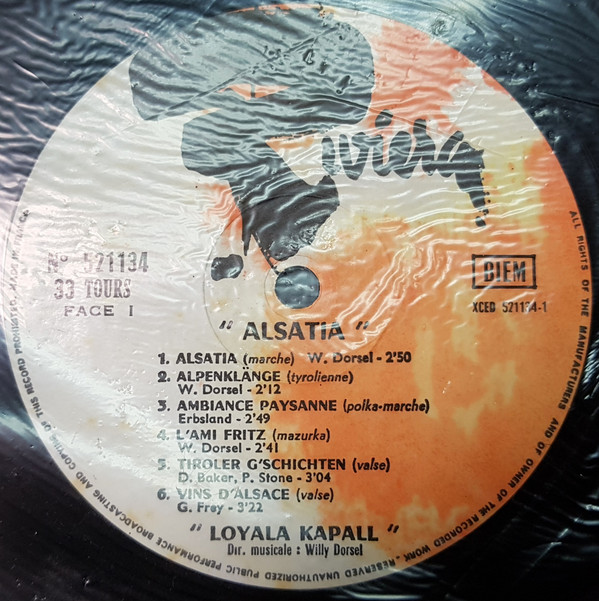 Nº 521134
33 TOURS
FACE I
BIEM
XCED 521134-1
" ALSATIA "
1. ALSATIA (marche) W. Dorsel - 2'50
2. ALPENKLÄNGE (tyrolienne)
W. Dorsel - 2'12
3. AMBIANCE PAYSANNE (polka-marche)
Erbsland - 2'49
4. L'AMI FRITZ (mazurka)
W. Dorsel - 2'41
5. TIROLER G'SCHICHTEN (valse)
D. Baker, P. Stone - 3'04
6. VINS D'ALSACE (valse)
G. Frey - 3'22
" LOYALA KAPALL "
Dir. musicale : Willy Dorsel
ALL RIGHTS OF THE MANUFACTURERS AND OF OWNER OF THE RECORDED WORK - RESERVED UNAUTHORIZED PUBLIC PERFORMANCE BROADCASTING AND COPYING OF THIS RECORD PROHIBITED. MADE IN